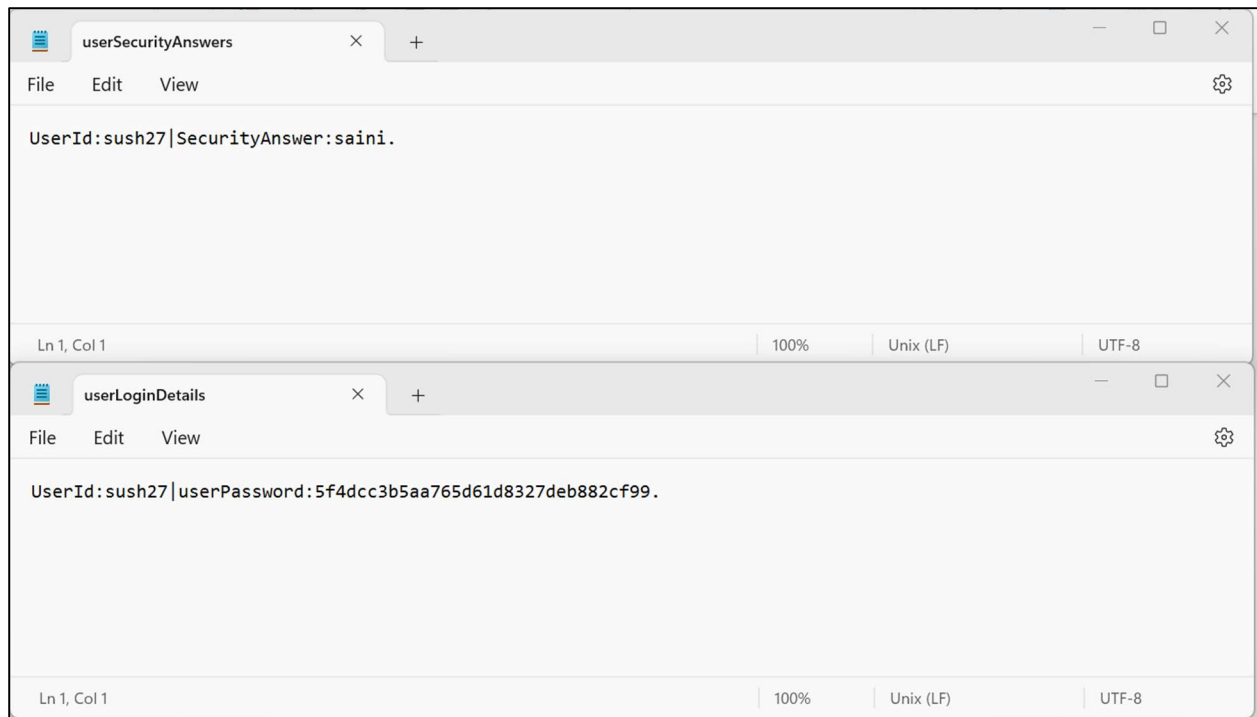 userSecurityAnswers
File Edit View
UserId:sush27|SecurityAnswer:saini.
Ln 1, Col 1 100% Unix (LF) UTF-8
userLoginDetails
File Edit View
UserId:sush27|userPassword:5f4dcc3b5aa765d61d8327deb882cf99.
Ln 1, Col 1 100% Unix (LF) UTF-8